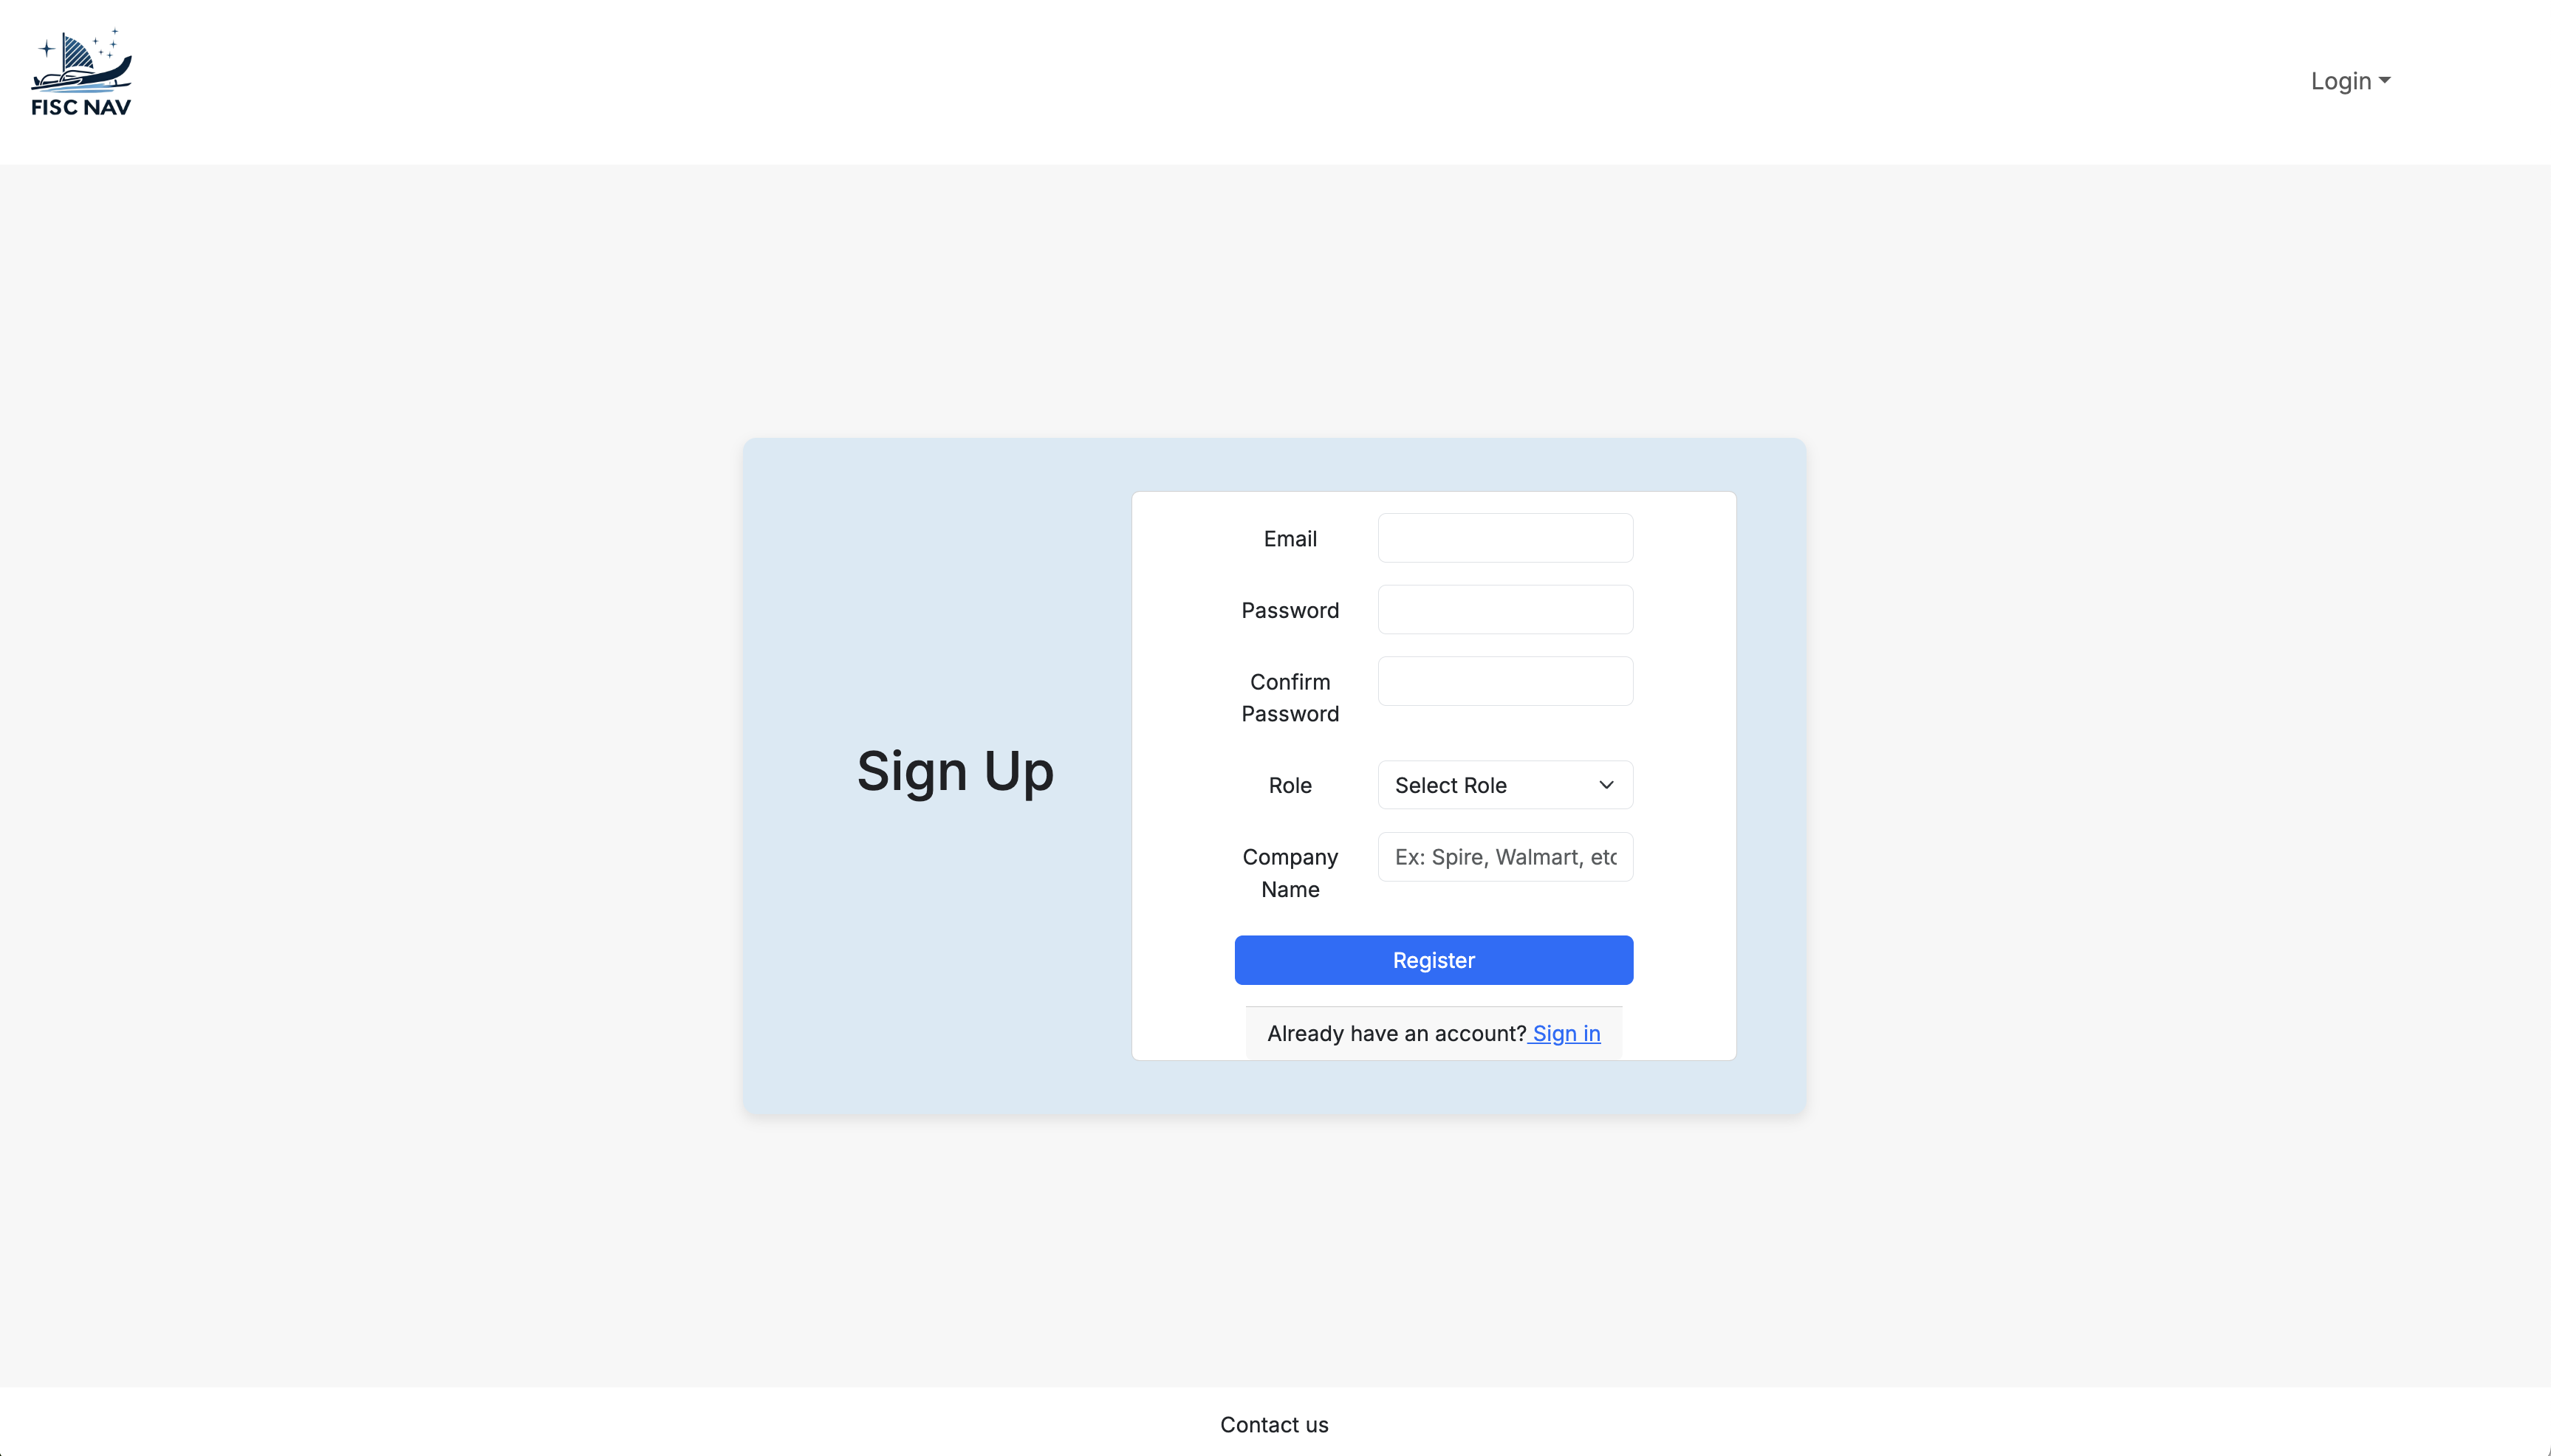 FISC NAV
Login
Sign Up
Email
Password
Confirm
Password
Role
Select Role
Company
Name
Ex: Spire, Walmart, etc
Register
Already have an account? Sign in
Contact us